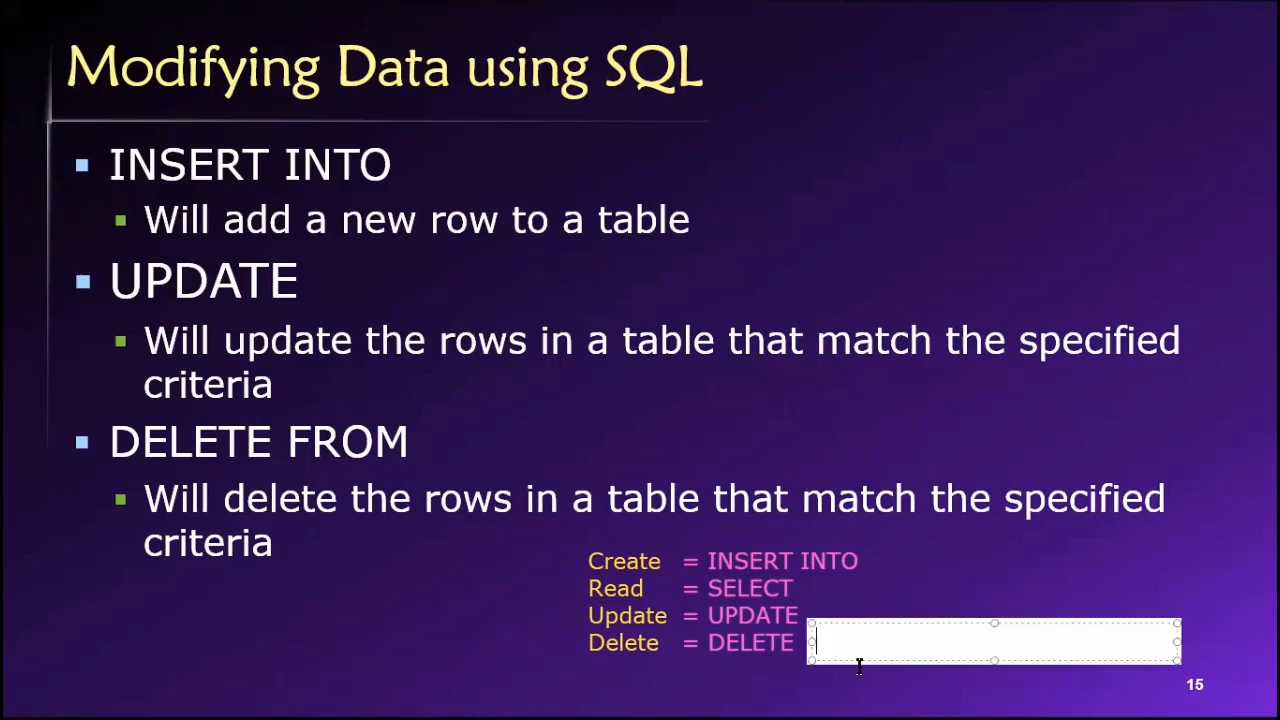 Modifying Data using SQL
INSERT INTO
Will add a new row to a table
UPDATE
Will update the rows in a table that match the specified
criteria
DELETE FROM
Will delete the rows in a table that match the specified
criteria
Create = INSERT INTO
Read = SELECT
Update = UPDATE
Delete = DELETE
15